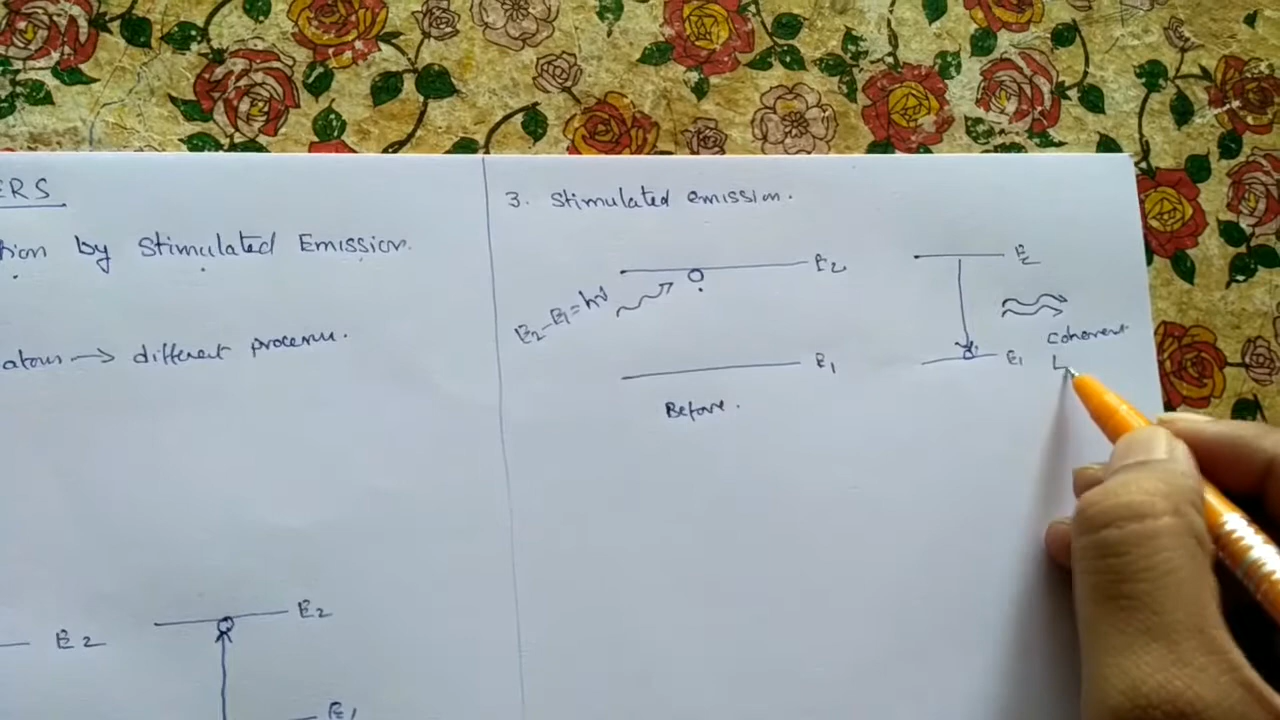 ERS
tion by Stimulated Emission.
atoms → different process.
E2
E2
E1
3. Stimulated emission.
E2
E2-E1=hν
E1
Before.
E2
E1
Coherent
L